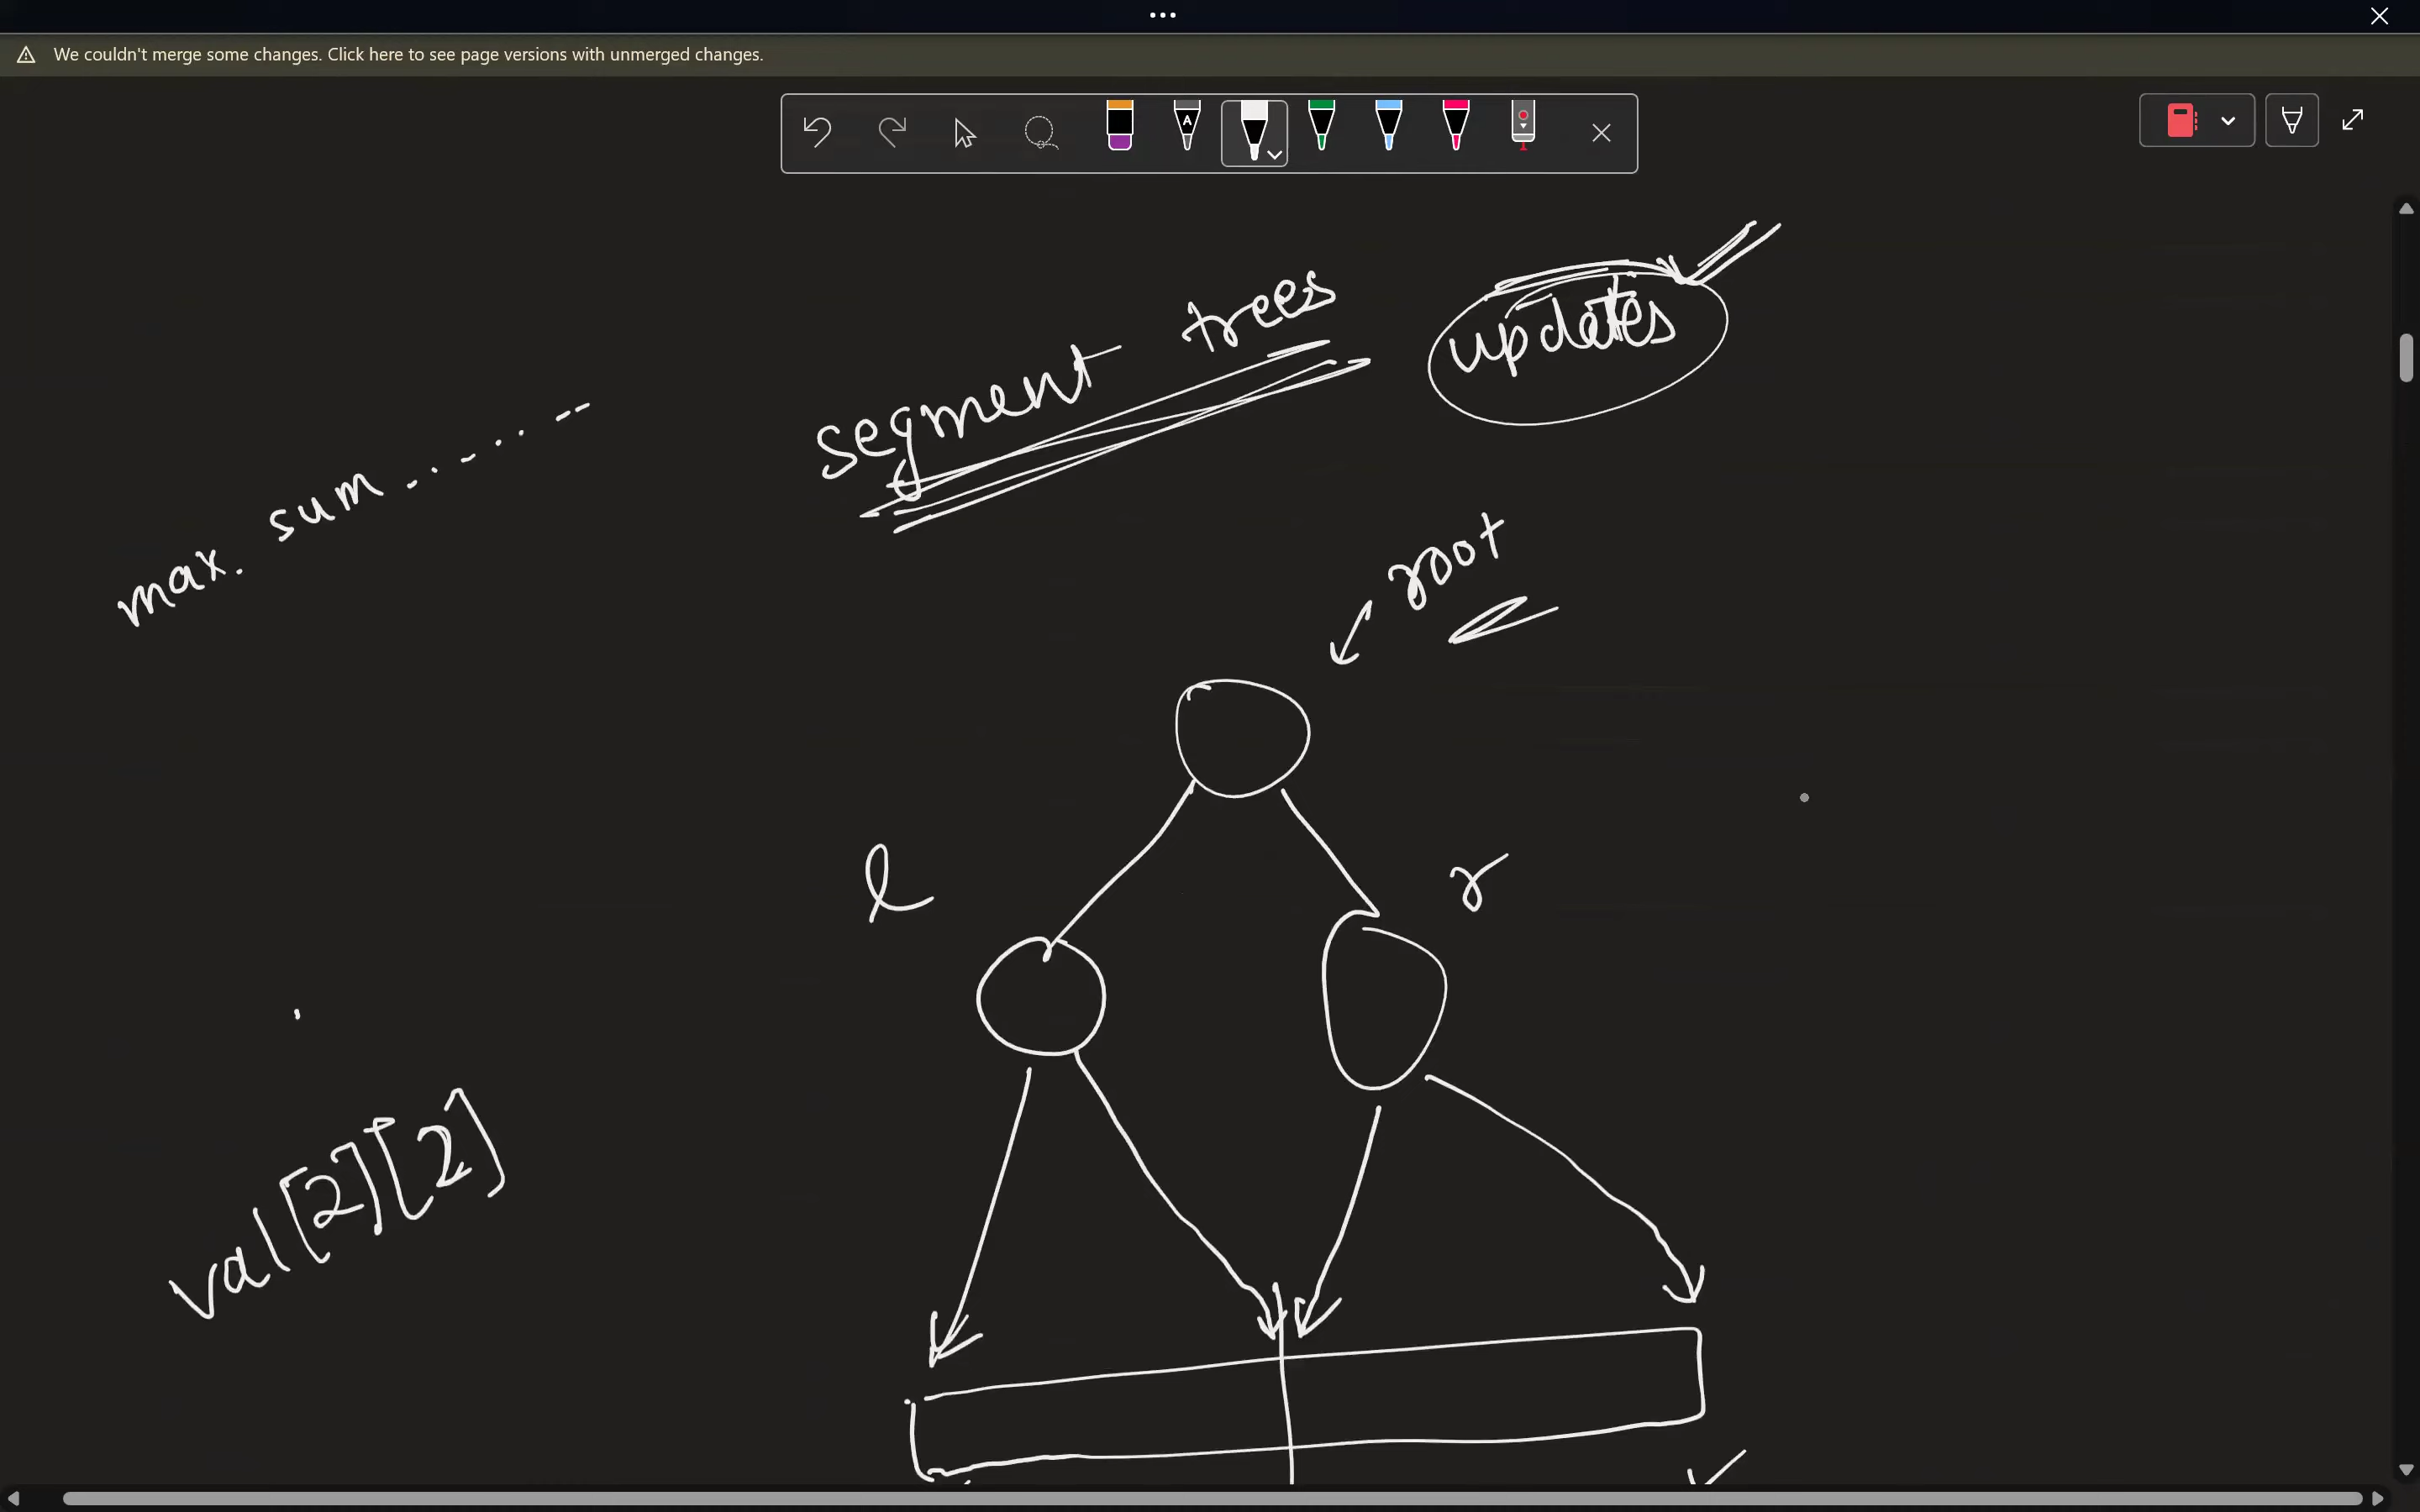 We couldn't merge some changes. Click here to see page versions with unmerged changes.
segment trees
updates
max. sum
root
l
r
val[2][2]